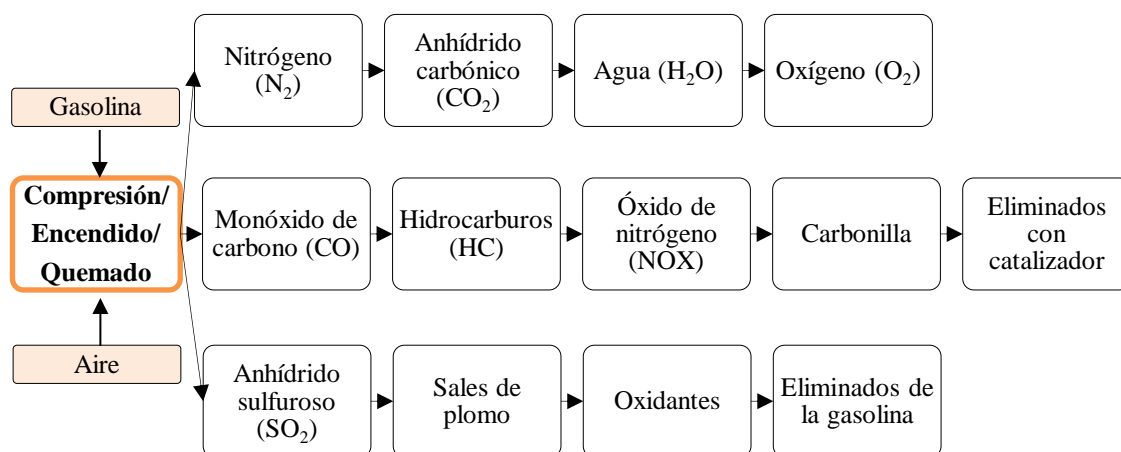 Gasolina
Compresión/
Encendido/
Quemado
Aire
Nitrógeno
(N₂)
Anhídrido
carbónico
(CO₂)
Agua (H₂O)
Oxígeno (O₂)
Monóxido de
carbono (CO)
Hidrocarburos
(HC)
Óxido de
nitrógeno
(NOX)
Carbonilla
Eliminados
con
catalizador
Anhídrido
sulfuroso
(SO₂)
Sales de
plomo
Oxidantes
Eliminados de
la gasolina